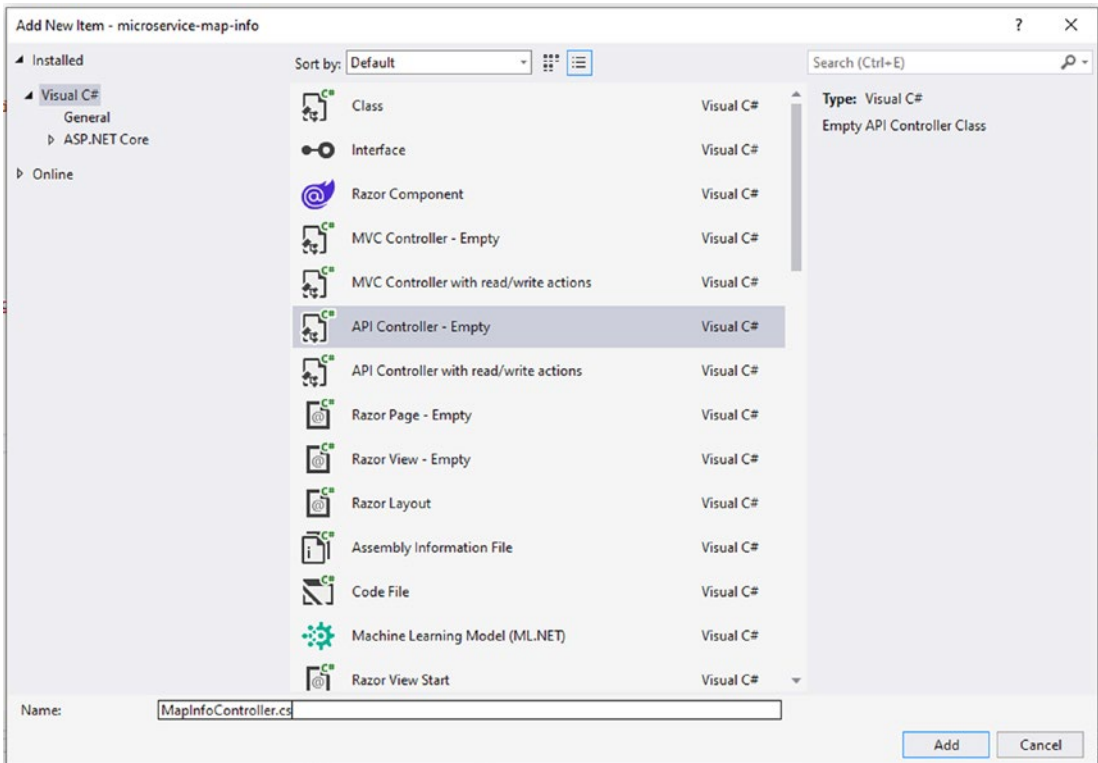 Add New Item - microservice-map-info
? ×
Installed
Visual C#
General
ASP.NET Core
Online
Sort by: Default
Search (Ctrl+E)
Class Visual C#
Interface Visual C#
Razor Component Visual C#
MVC Controller - Empty Visual C#
MVC Controller with read/write actions Visual C#
API Controller - Empty Visual C#
API Controller with read/write actions Visual C#
Razor Page - Empty Visual C#
Razor View - Empty Visual C#
Razor Layout Visual C#
Assembly Information File Visual C#
Code File Visual C#
Machine Learning Model (ML.NET) Visual C#
Razor View Start Visual C#
Type: Visual C#
Empty API Controller Class
Name: MapInfoController.cs
Add Cancel